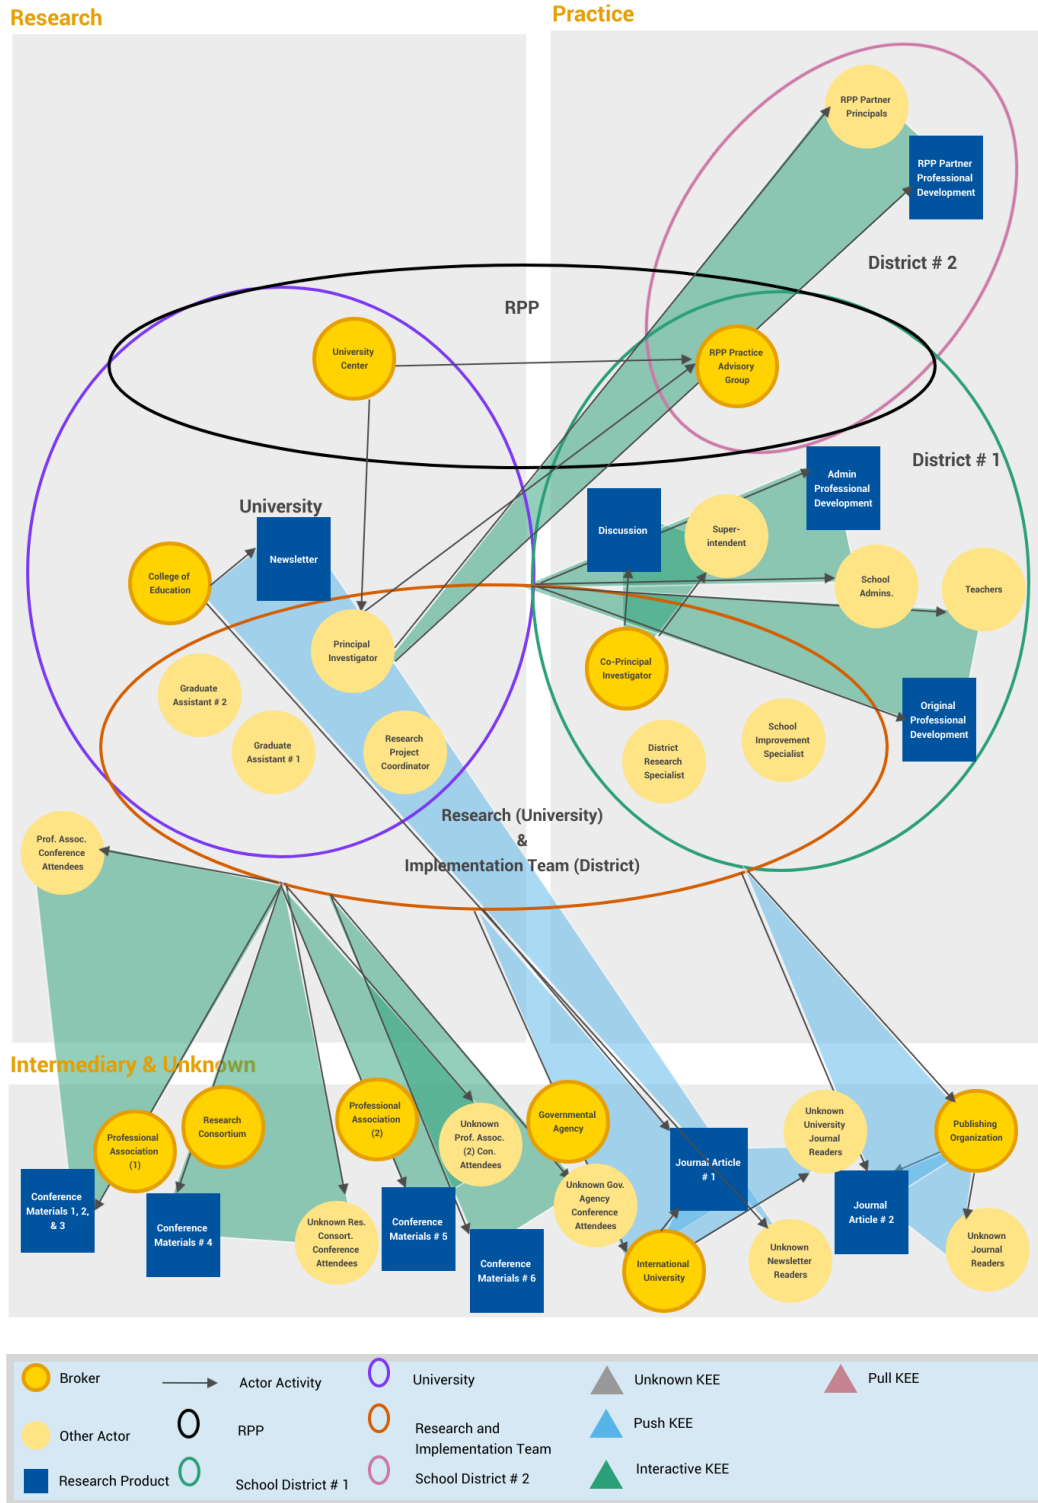 Research
Practice
RPP Partner
Principals
RPP Partner
Professional
Development
District # 2
RPP
University
Center
RPP Practice
Advisory
Group
District # 1
Admin
Professional
Development
University
Newsletter
Discussion
Super-
intendent
College of
Education
School
Admins.
Teachers
Principal
Investigator
Co-Principal
Investigator
Graduate
Assistant # 2
Original
Professional
Development
Graduate
Assistant # 1
Research
Project
Coordinator
District
Research
Specialist
School
Improvement
Specialist
Research (University)
&
Implementation Team (District)
Prof. Assoc.
Conference
Attendees
Intermediary & Unknown
Professional
Association
(1)
Research
Consortium
Professional
Association
(2)
Unknown
Prof. Assoc.
(2) Con.
Attendees
Governmental
Agency
Unknown
University
Journal
Readers
Publishing
Organization
Journal Article
# 1
Conference
Materials 1, 2,
& 3
Conference
Materials # 4
Unknown Res.
Consort.
Conference
Attendees
Conference
Materials # 5
Unknown Gov.
Agency
Conference
Attendees
Conference
Materials # 6
International
University
Unknown
Newsletter
Readers
Journal
Article # 2
Unknown
Journal
Readers
Broker
Actor Activity
University
Unknown KEE
Pull KEE
Other Actor
RPP
Research and
Implementation Team
Push KEE
Research Product
School District # 1
School District # 2
Interactive KEE